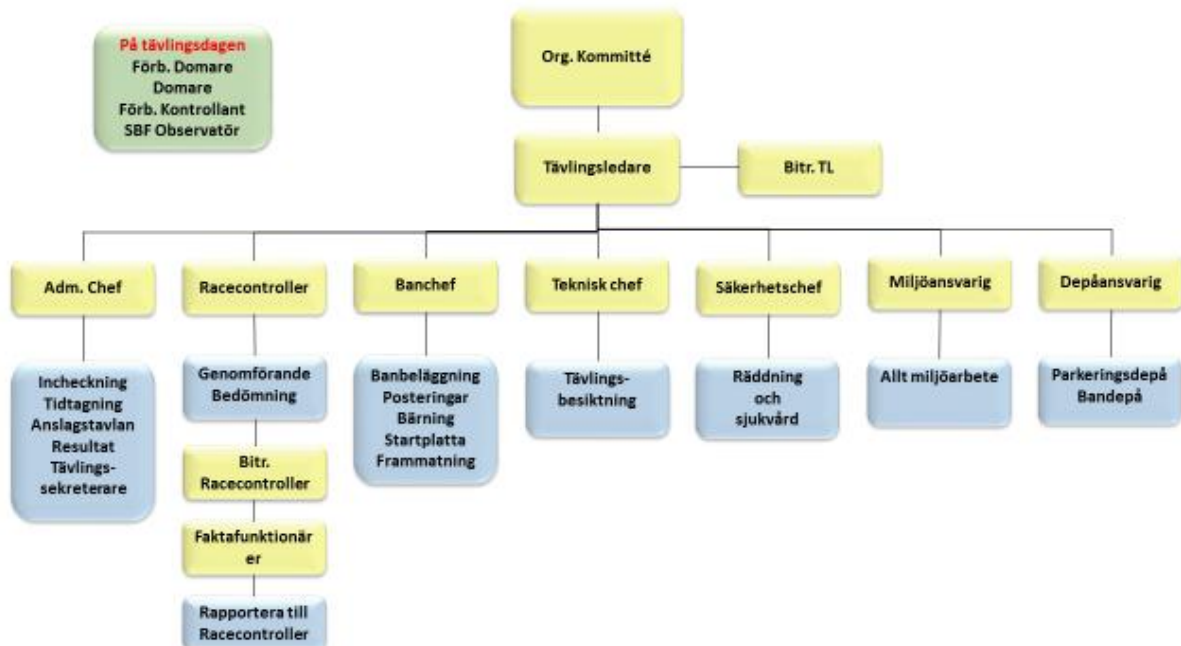 På tävlingsdagen
Förb. Domare
Domare
Förb. Kontrollant
SBF Observatör
Org. Kommitté
Tävlingsledare
Bitr. TL
Adm. Chef
Racecontroller
Banchef
Teknisk chef
Säkerhetschef
Miljöansvarig
Depåansvarig
Incheckning
Tidtagning
Anslagstavlan
Resultat
Tävlings-
sekreterare
Genomförande
Bedömning
Bitr.
Racecontroller
Faktafunktionär
er
Rapportera till
Racecontroller
Banbeläggning
Posteringar
Bärning
Startplatta
Frammatning
Tävlings-
besiktning
Räddning
och
sjukvård
Allt miljöarbete
Parkeringsdepå
Bandepå